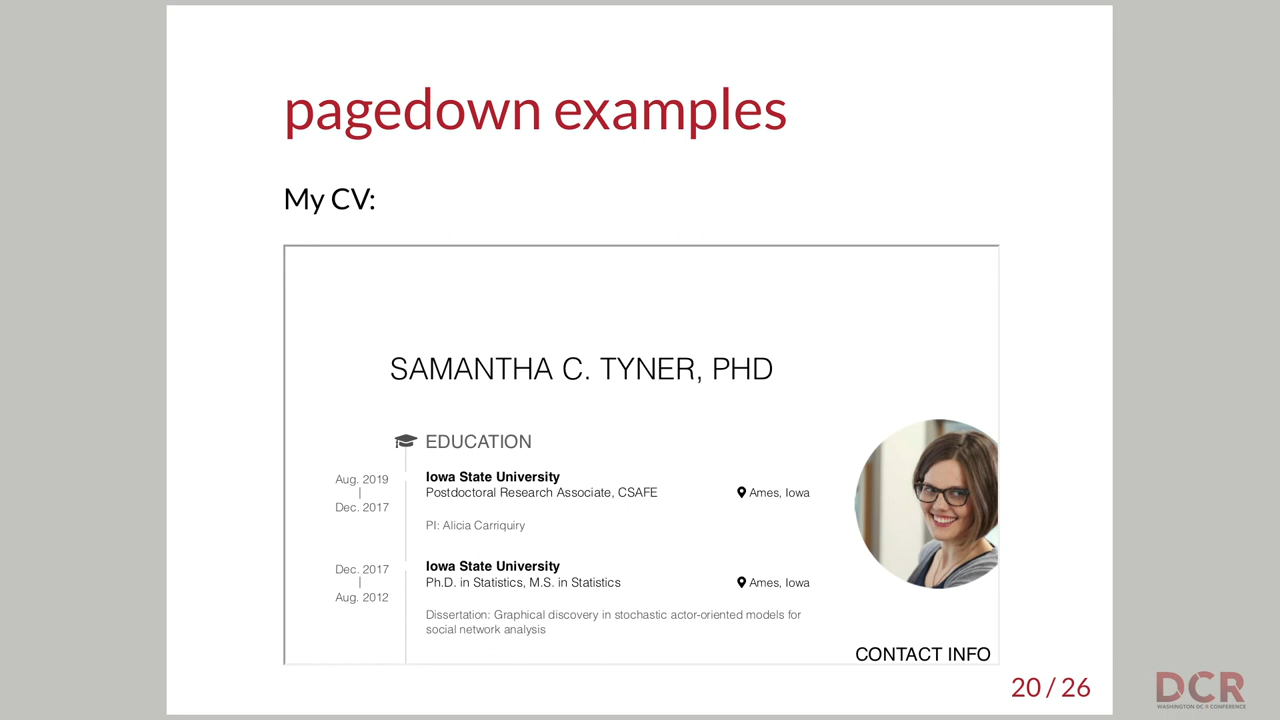 pagedown examples
My CV:
SAMANTHA C. TYNER, PHD
EDUCATION
Aug. 2019
|
Dec. 2017
Iowa State University
Postdoctoral Research Associate, CSAFE
Ames, Iowa
PI: Alicia Carriquiry
Dec. 2017
|
Aug. 2012
Iowa State University
Ph.D. in Statistics, M.S. in Statistics
Ames, Iowa
Dissertation: Graphical discovery in stochastic actor-oriented models for
social network analysis
CONTACT INFO
20 / 26
DCR
WASHINGTON DC R CONFERENCE